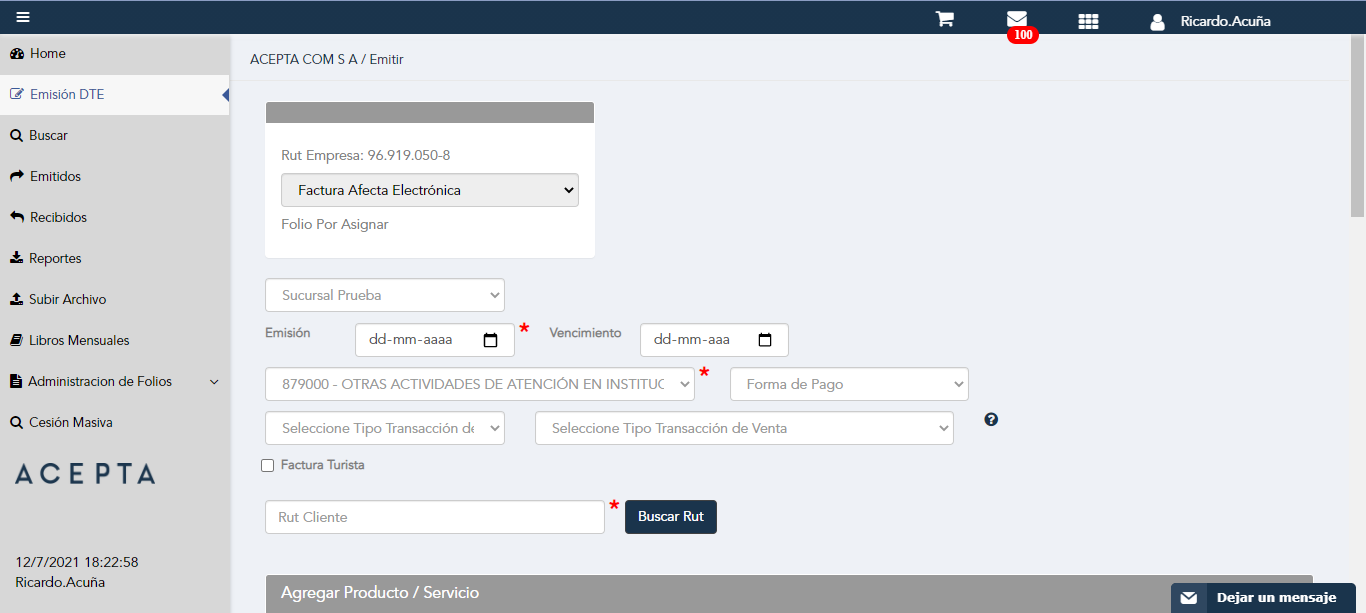 Ricardo.Acuña
100
Home
Emisión DTE
Buscar
Emitidos
Recibidos
Reportes
Subir Archivo
Libros Mensuales
Administracion de Folios
Cesión Masiva
ACEPTA
12/7/2021 18:22:58
Ricardo.Acuña
ACEPTA COM S A / Emitir
Rut Empresa: 96.919.050-8
Factura Afecta Electrónica
Folio Por Asignar
Sucursal Prueba
Emisión dd-mm-aaaa * Vencimiento dd-mm-aaa
879000 - OTRAS ACTIVIDADES DE ATENCIÓN EN INSTITUC * Forma de Pago
Seleccione Tipo Transacción de Seleccione Tipo Transacción de Venta ?
Factura Turista
Rut Cliente * Buscar Rut
Agregar Producto / Servicio
Dejar un mensaje